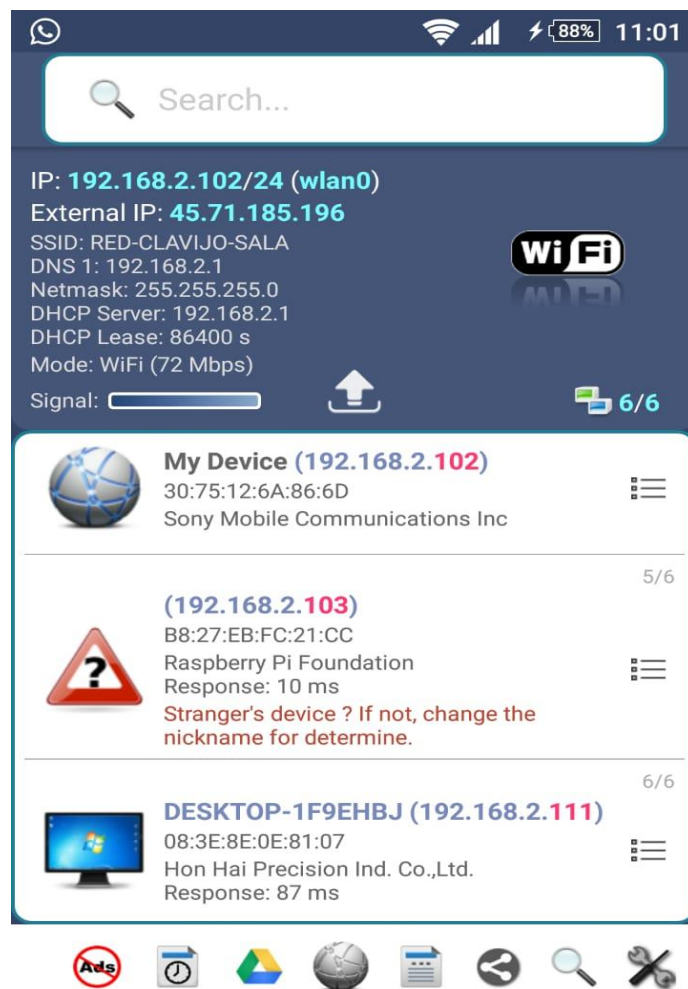 88% 11:01
Search...
IP: 192.168.2.102/24 (wlan0)
External IP: 45.71.185.196
SSID: RED-CLAVIJO-SALA
DNS 1: 192.168.2.1
Netmask: 255.255.255.0
DHCP Server: 192.168.2.1
DHCP Lease: 86400 s
Mode: WiFi (72 Mbps)
WiFi
Signal:
6/6
My Device (192.168.2.102)
30:75:12:6A:86:6D
Sony Mobile Communications Inc
5/6
(192.168.2.103)
B8:27:EB:FC:21:CC
Raspberry Pi Foundation
Response: 10 ms
Stranger's device ? If not, change the
nickname for determine.
6/6
DESKTOP-1F9EHBJ (192.168.2.111)
08:3E:8E:0E:81:07
Hon Hai Precision Ind. Co.,Ltd.
Response: 87 ms
Ads